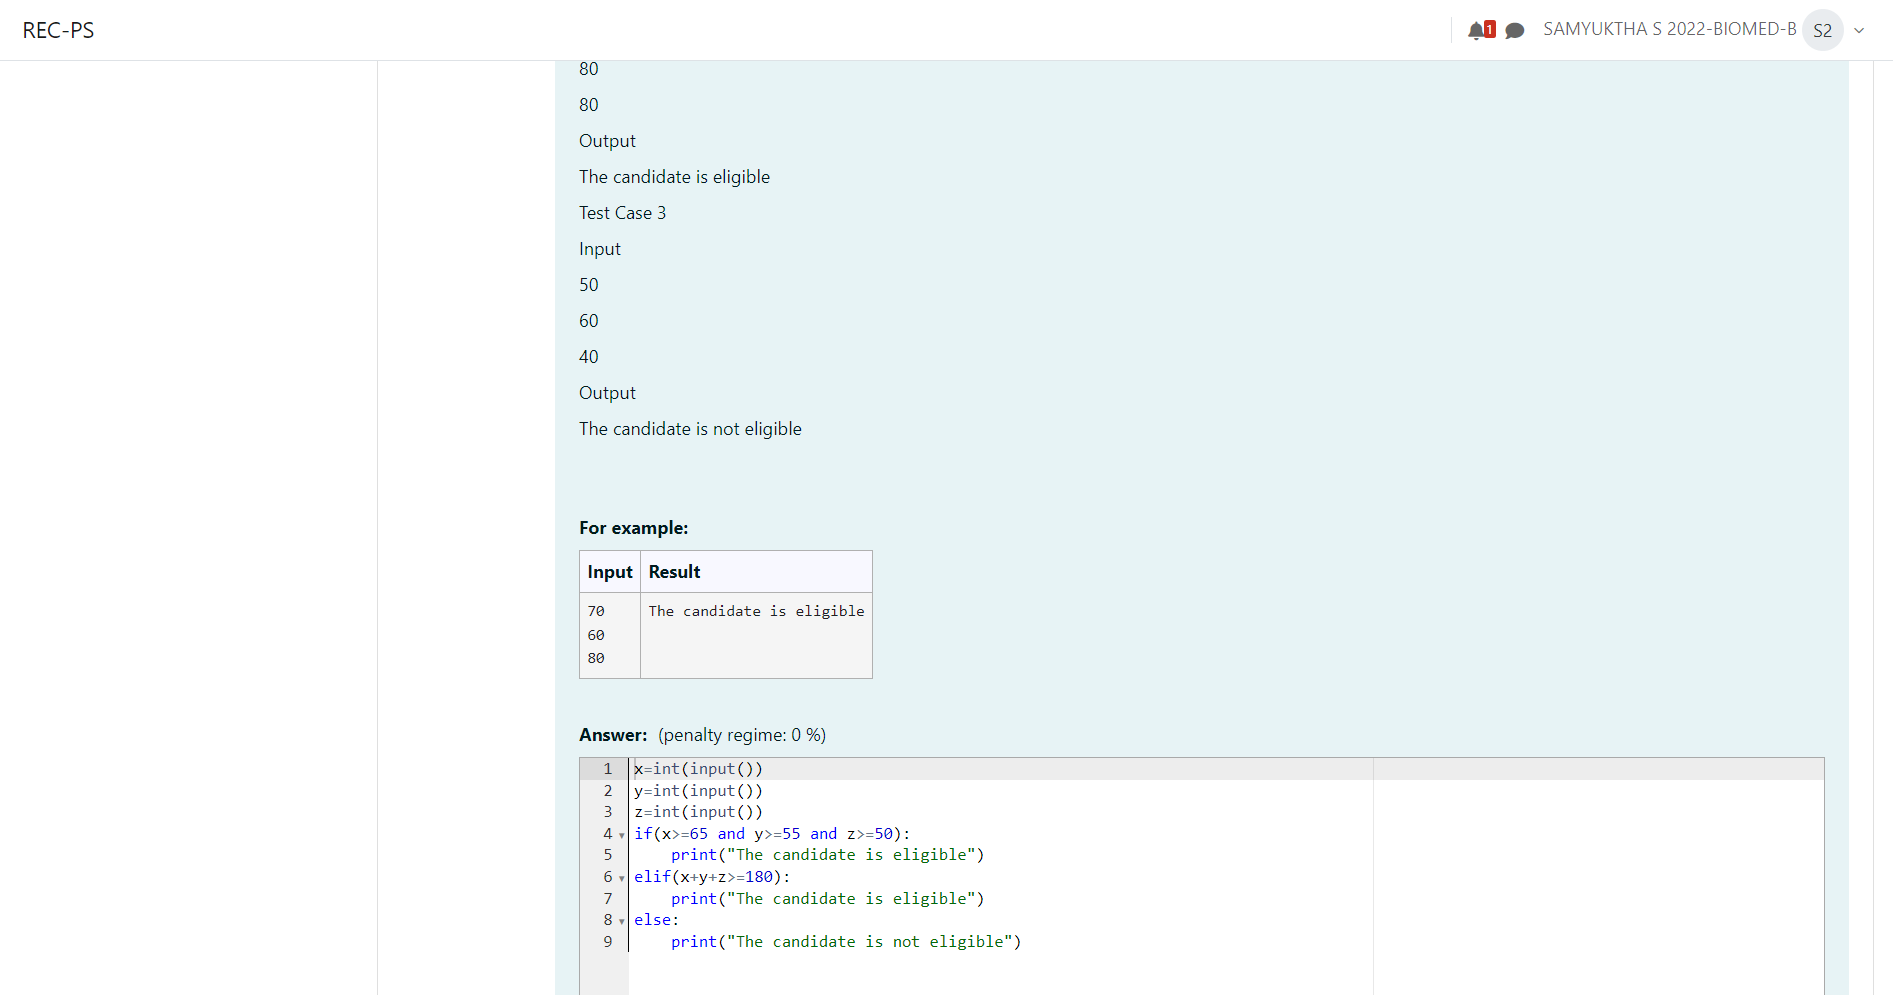 REC-PS
1
SAMYUKTHA S 2022-BIOMED-B
S2
80
80
Output
The candidate is eligible
Test Case 3
Input
50
60
40
Output
The candidate is not eligible
For example:
Input Result
70 The candidate is eligible
60
80
Answer: (penalty regime: 0 %)
1 x=int(input())
2 y=int(input())
3 z=int(input())
4 if(x>=65 and y>=55 and z>=50):
5     print("The candidate is eligible")
6 elif(x+y+z>=180):
7     print("The candidate is eligible")
8 else:
9     print("The candidate is not eligible")